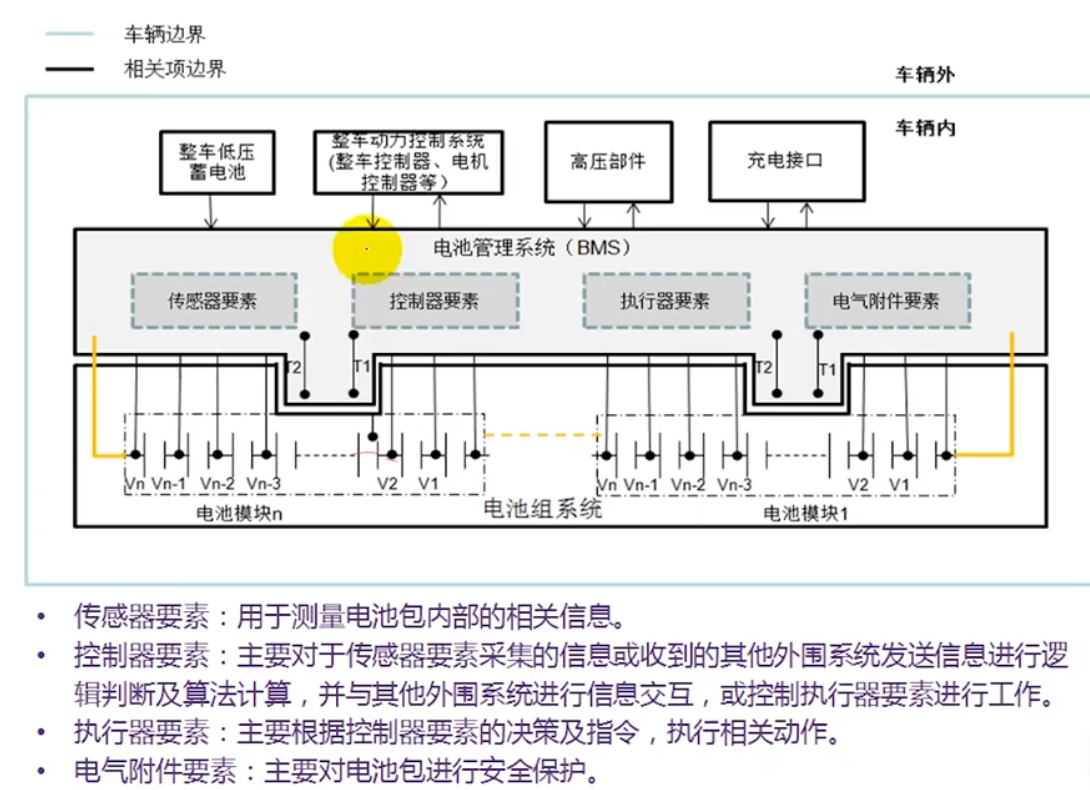 车辆边界
相关项边界
车辆外
车辆内
整车低压
蓄电池
整车动力控制系统
(整车控制器、电机
控制器等)
高压部件
充电接口
电池管理系统（BMS）
传感器要素
控制器要素
执行器要素
电气附件要素
T2
T1
T2
T1
Vn Vn-1 Vn-2 Vn-3 V2 V1
Vn Vn-1 Vn-2 Vn-3 V2 V1
电池模块n
电池组系统
电池模块1
• 传感器要素：用于测量电池包内部的相关信息。
• 控制器要素：主要对于传感器要素采集的信息或收到的其他外围系统发送信息进行逻
辑判断及算法计算，并与其他外围系统进行信息交互，或控制执行器要素进行工作。
• 执行器要素：主要根据控制器要素的决策及指令，执行相关动作。
• 电气附件要素：主要对电池包进行安全保护。